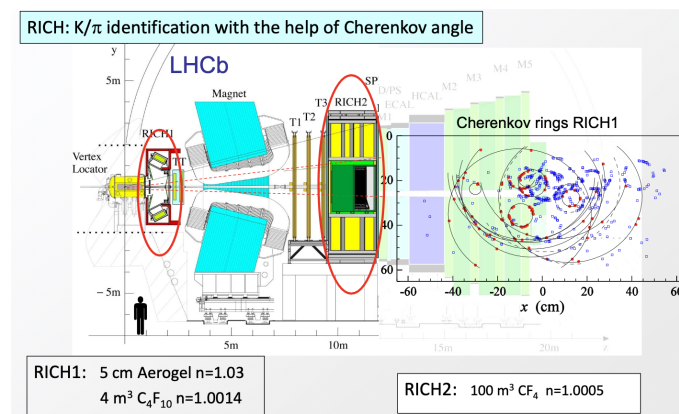 RICH: K/π identification with the help of Cherenkov angle
y
LHCb
5m
Magnet
SP
T3 RICH2
T1 T2
D/PS
ECAL
HCAL
M1
M2
M3
M4
M5
RICH1
TT
Vertex
Locator
Cherenkov rings RICH1
0
20
40
60
-60 -40 -20 0 20 40 60
x (cm)
– 5m
5m
10m
15m
20m
z
RICH1: 5 cm Aerogel n=1.03
4 m³ C₄F₁₀ n=1.0014
RICH2: 100 m³ CF₄ n=1.0005